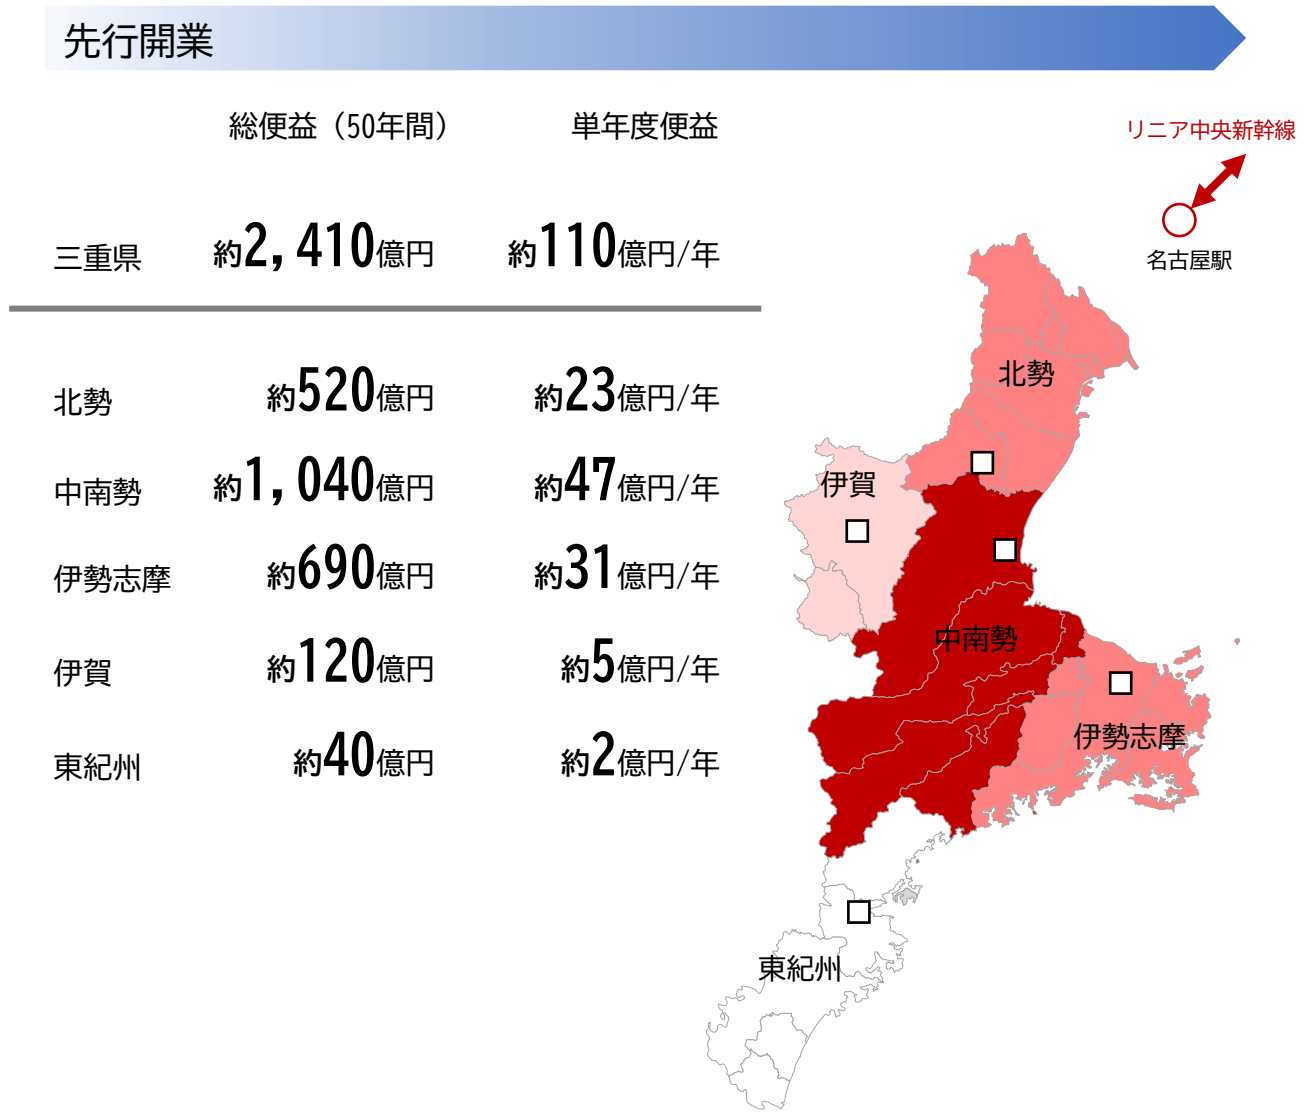 先行開業
総便益（50年間） 単年度便益
三重県 約2,410億円 約110億円/年
北勢 約520億円 約23億円/年
中南勢 約1,040億円 約47億円/年
伊勢志摩 約690億円 約31億円/年
伊賀 約120億円 約5億円/年
東紀州 約40億円 約2億円/年
リニア中央新幹線
名古屋駅
北勢
伊賀
中南勢
伊勢志摩
東紀州